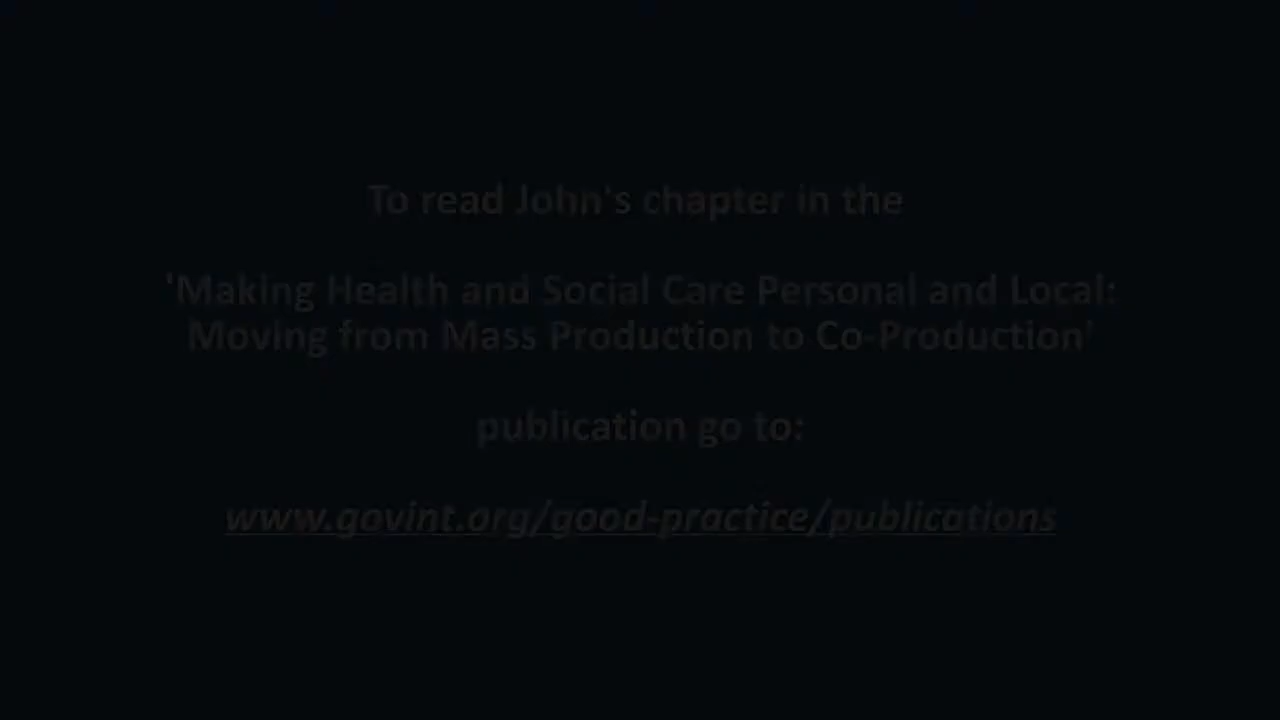 To read John's chapter in the
'Making Health and Social Care Personal and Local:
Moving from Mass Production to Co-Production'
publication go to:
www.govint.org/good-practice/publications